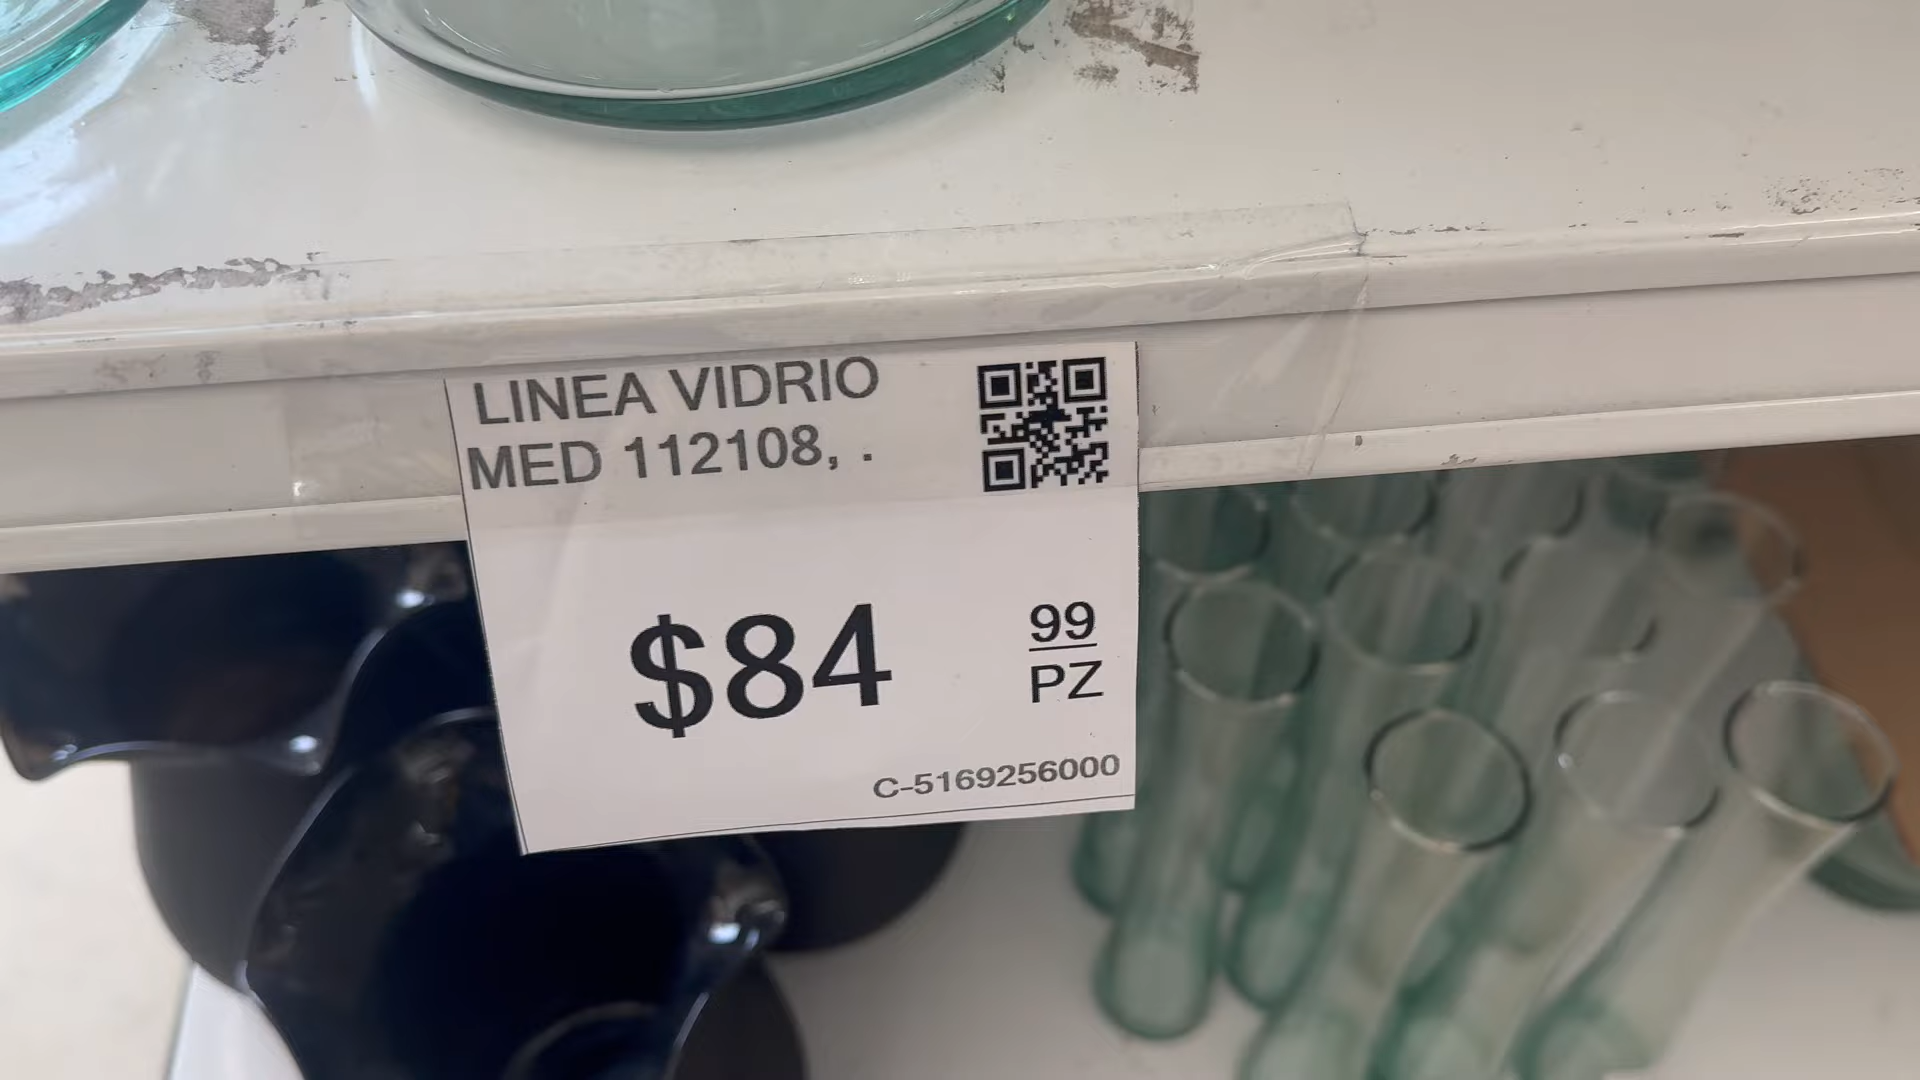 LINEA VIDRIO
MED 112108, .
$84 99
PZ
C-5169256000